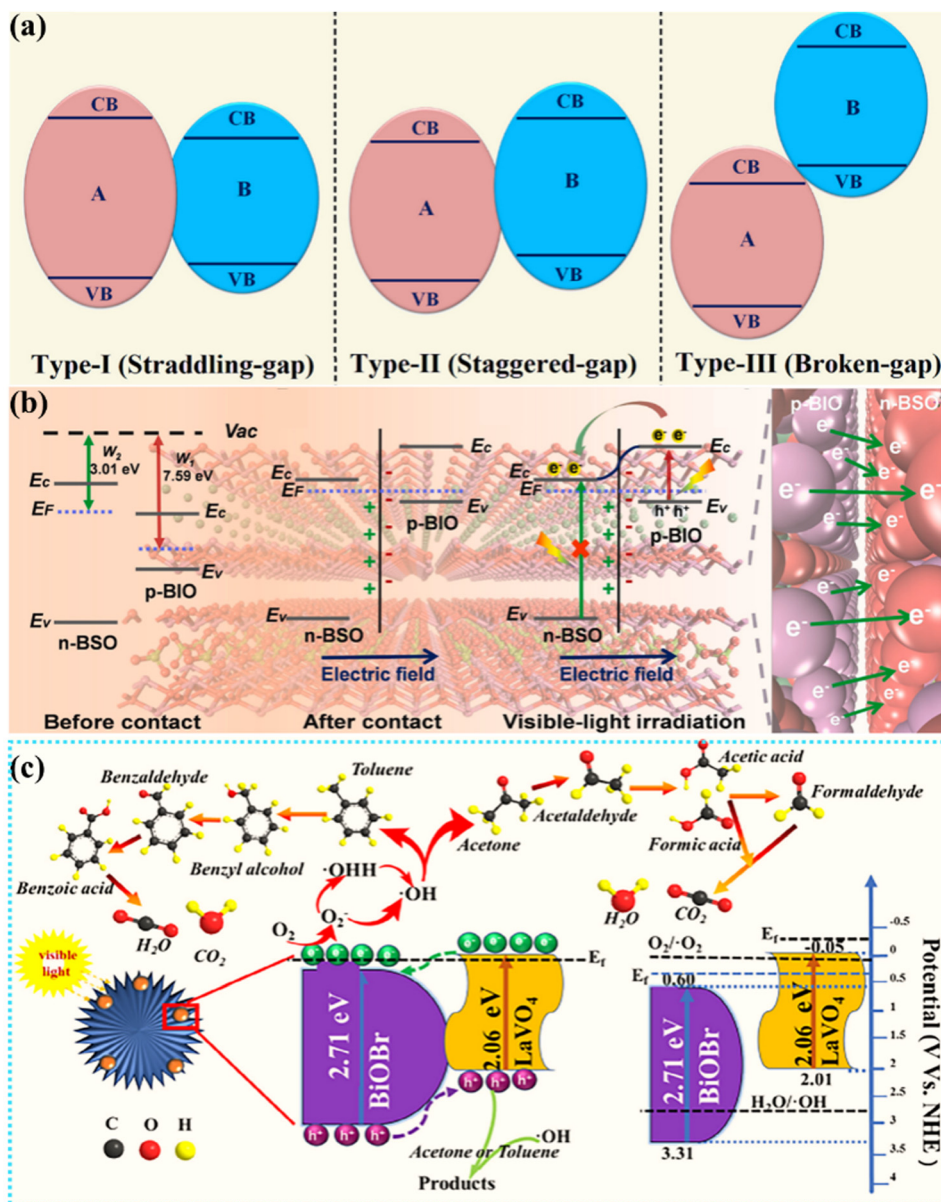 (a)
CB
A
VB
CB
B
VB
Type-I (Straddling-gap)
CB
A
VB
CB
B
VB
Type-II (Staggered-gap)
CB
B
VB
CB
A
VB
Type-III (Broken-gap)
(b)
Vac
W2
3.01 eV
W1
7.59 eV
Ec
EF
Ec
Ev
p-BIO
Ev
n-BSO
Before contact
Ec
EF
Ec
Ev
p-BIO
- - - -
+ + + +
Ev
n-BSO
Electric field
After contact
e- e-
Ec
EF
e- e-
Ec
h+ h+
Ev
p-BIO
- - - -
+ + + +
Ev
n-BSO
Electric field
Visible-light irradiation
p-BIO
n-BSO
e-
e-
e-
e-
e-
e-
e-
e-
e-
e-
e-
(c)
Benzaldehyde
Toluene
Benzyl alcohol
Benzoic acid
H2O
CO2
Acetone
Acetaldehyde
Acetic acid
Formic acid
Formaldehyde
H2O
CO2
·OHH
·OH
O2
O2-
visible
light
C O H
e- e- e- e-
e- e- e- e-
Ef
2.71 eV
BiOBr
2.06 eV
LaVO4
h+ h+ h+
h+ h+ h+
·OH
Acetone or Toluene
Products
O2/·O2
Ef
0.60
Ef
-0.05
2.71 eV
BiOBr
2.06 eV
LaVO4
2.01
H2O/·OH
3.31
-0.5
0
0.5
1
1.5
2
2.5
3
3.5
4
Potential (V Vs. NHE)